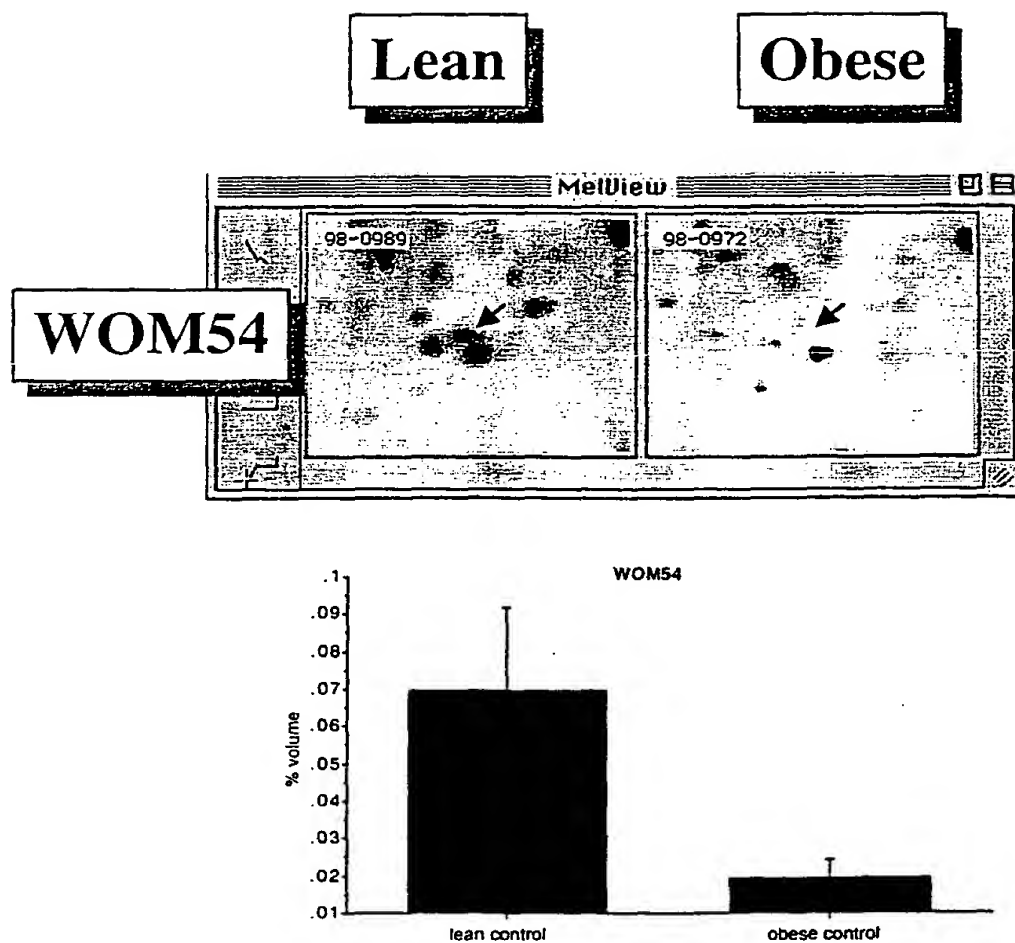 Lean
Obese
MelView
98-0989
98-0972
WOM54
WOM54
.1
.09
.08
.07
.06
.05
.04
.03
.02
.01
% volume
lean control
obese control